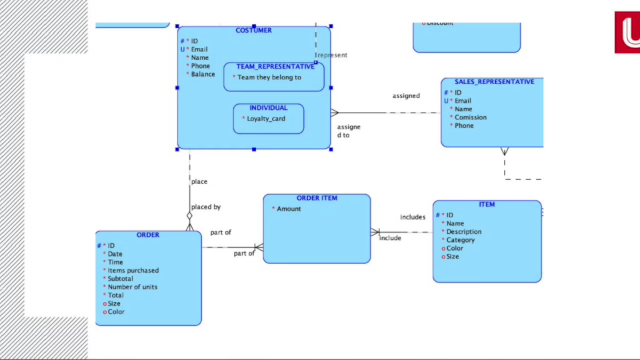 COSTUMER
# * ID
U * Email
* Name
* Phone
* Balance
TEAM_REPRESENTATIVE
* Team they belong to
INDIVIDUAL
* Loyalty_card
represent
Discount
assigned
assigne
d to
SALES_REPRESENTATIVE
# * ID
U * Email
* Name
* Comission
* Phone
place
placed by
ORDER
# * ID
* Date
* Time
* Items purchased
* Subtotal
* Number of units
* Total
o Size
o Color
part of
part of
ORDER ITEM
* Amount
includes
include
ITEM
# * ID
* Name
* Description
* Category
o Color
o Size
U